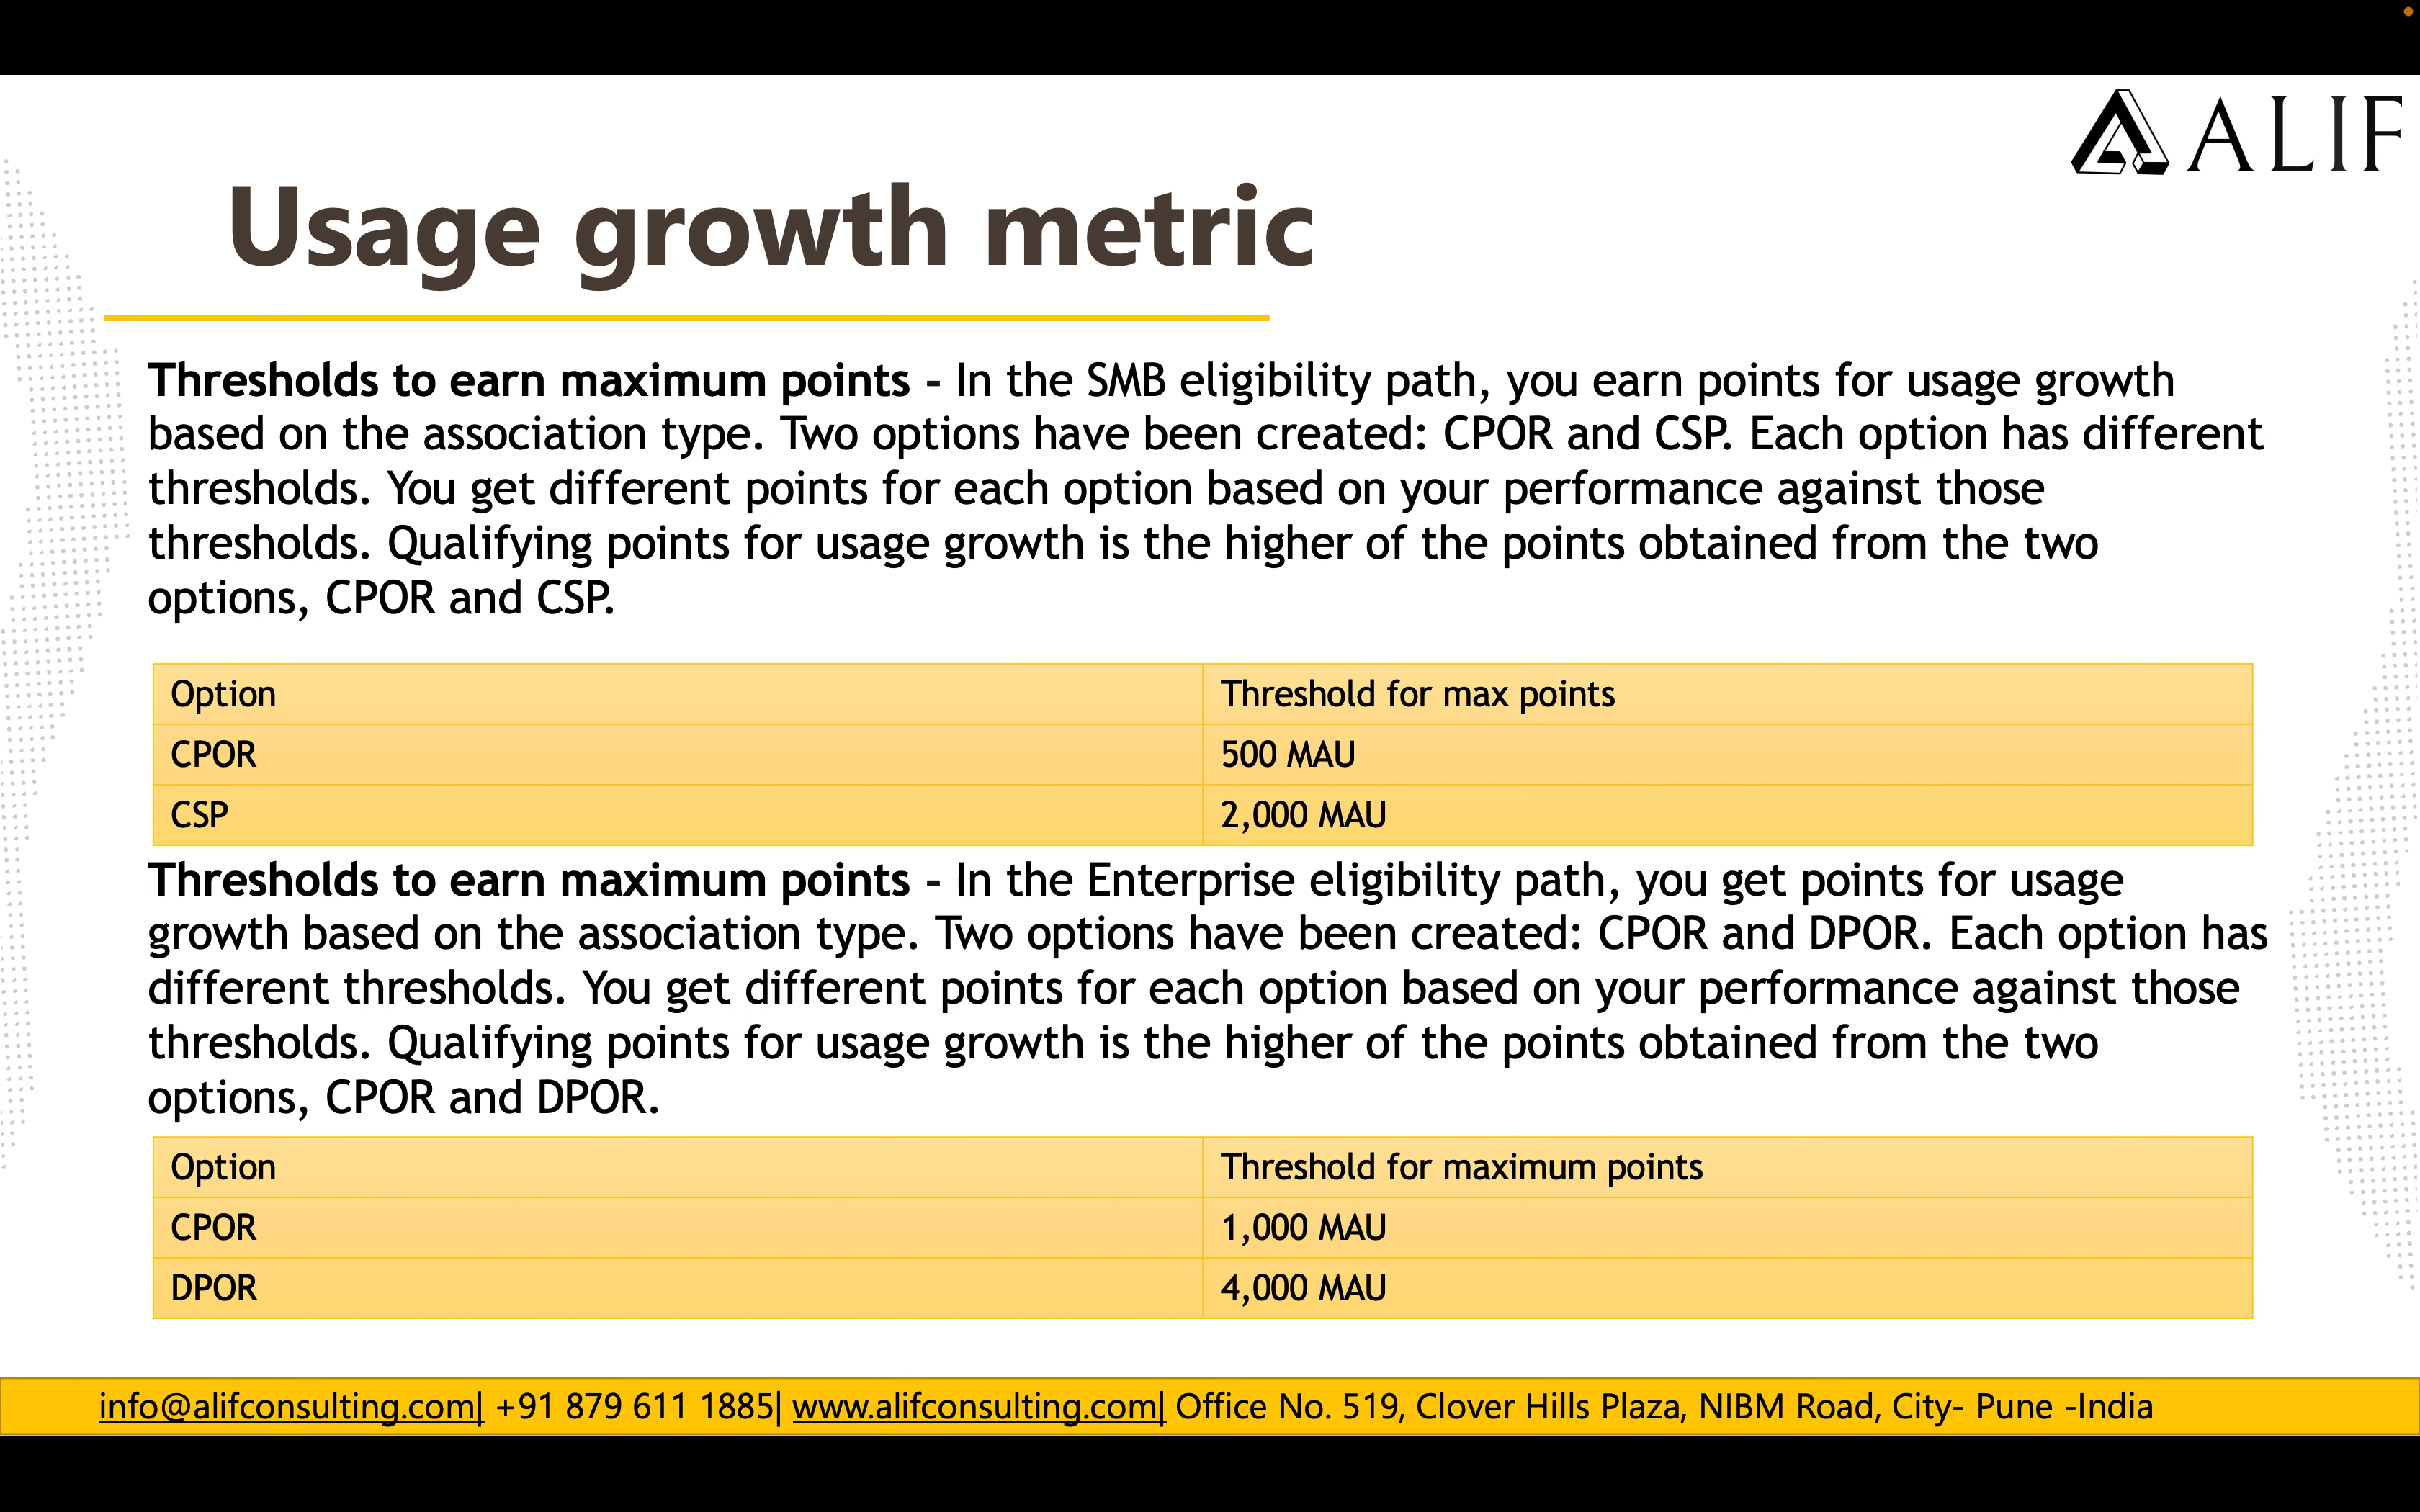 ALIF
Usage growth metric
Thresholds to earn maximum points - In the SMB eligibility path, you earn points for usage growth
based on the association type. Two options have been created: CPOR and CSP. Each option has different
thresholds. You get different points for each option based on your performance against those
thresholds. Qualifying points for usage growth is the higher of the points obtained from the two
options, CPOR and CSP.
Option Threshold for max points
CPOR 500 MAU
CSP 2,000 MAU
Thresholds to earn maximum points - In the Enterprise eligibility path, you get points for usage
growth based on the association type. Two options have been created: CPOR and DPOR. Each option has
different thresholds. You get different points for each option based on your performance against those
thresholds. Qualifying points for usage growth is the higher of the points obtained from the two
options, CPOR and DPOR.
Option Threshold for maximum points
CPOR 1,000 MAU
DPOR 4,000 MAU
info@alifconsulting.com| +91 879 611 1885| www.alifconsulting.com| Office No. 519, Clover Hills Plaza, NIBM Road, City- Pune -India